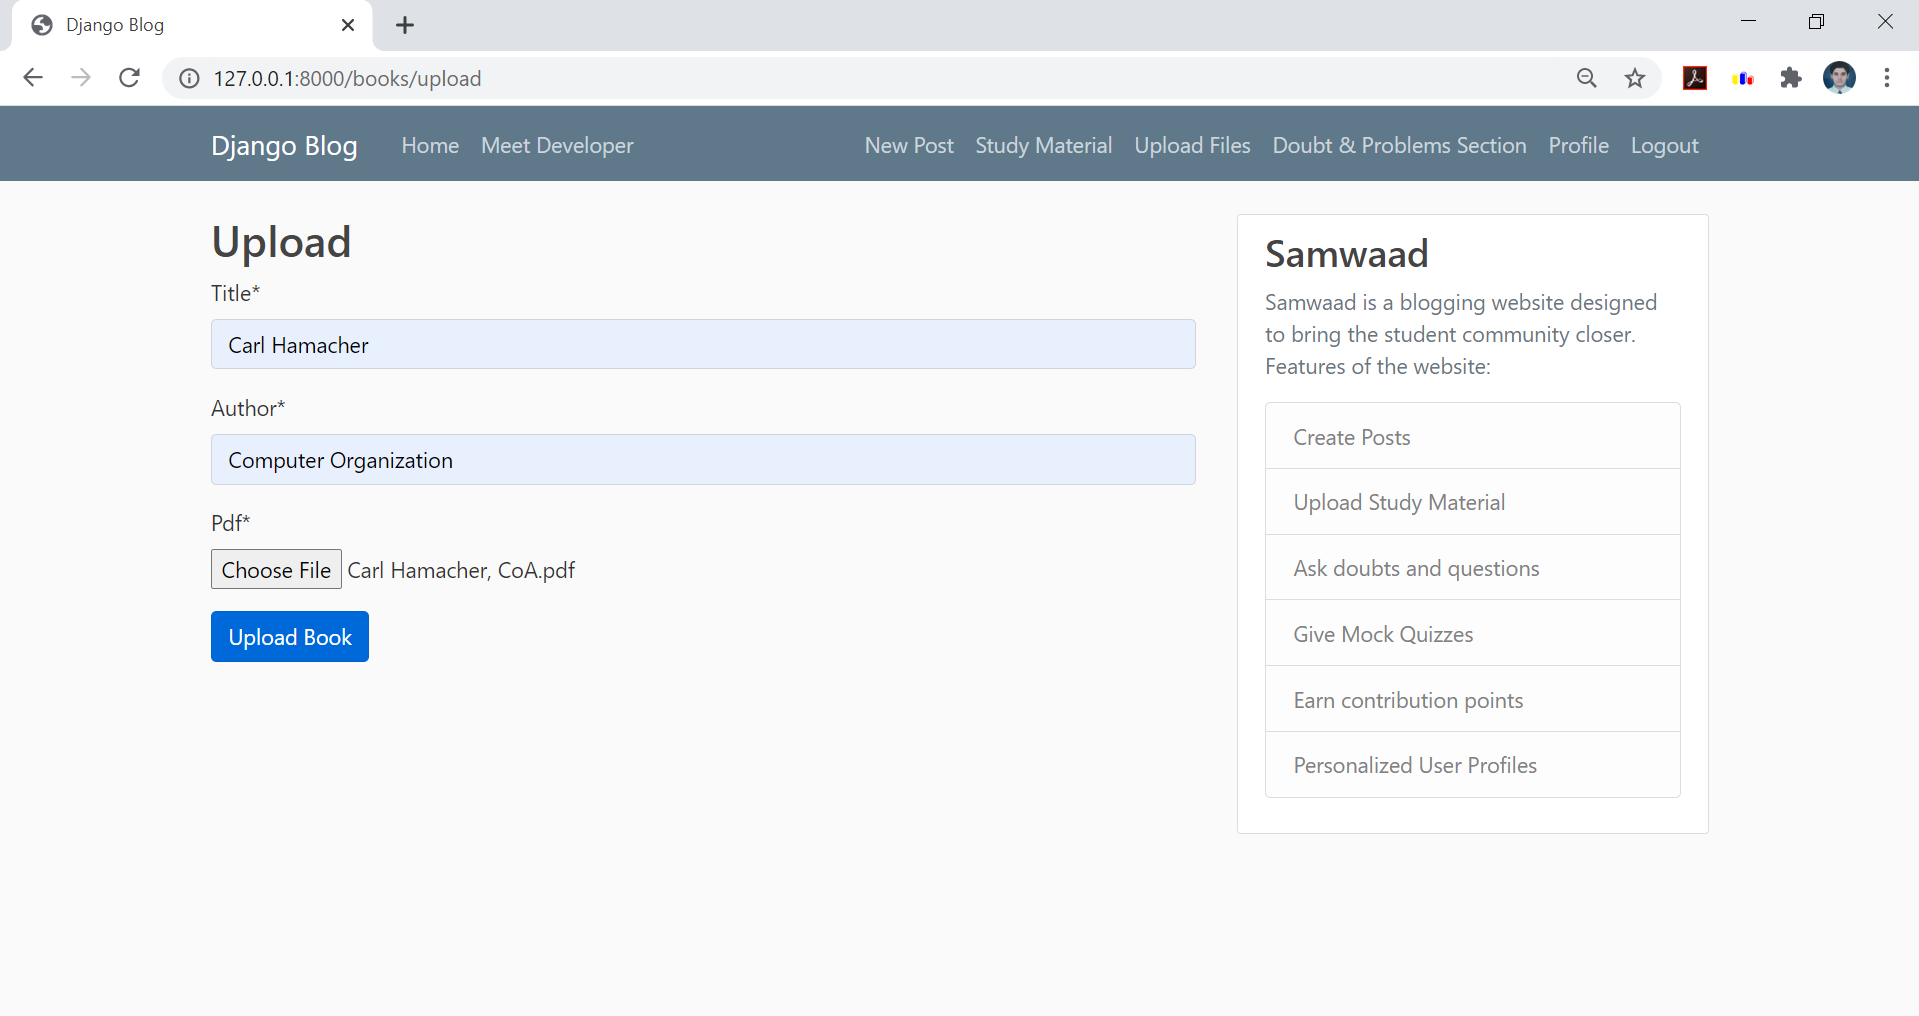 Django Blog
127.0.0.1:8000/books/upload
Django Blog Home Meet Developer New Post Study Material Upload Files Doubt & Problems Section Profile Logout
Upload
Title*
Carl Hamacher
Author*
Computer Organization
Pdf*
Choose File Carl Hamacher, CoA.pdf
Upload Book
Samwaad
Samwaad is a blogging website designed
to bring the student community closer.
Features of the website:
Create Posts
Upload Study Material
Ask doubts and questions
Give Mock Quizzes
Earn contribution points
Personalized User Profiles